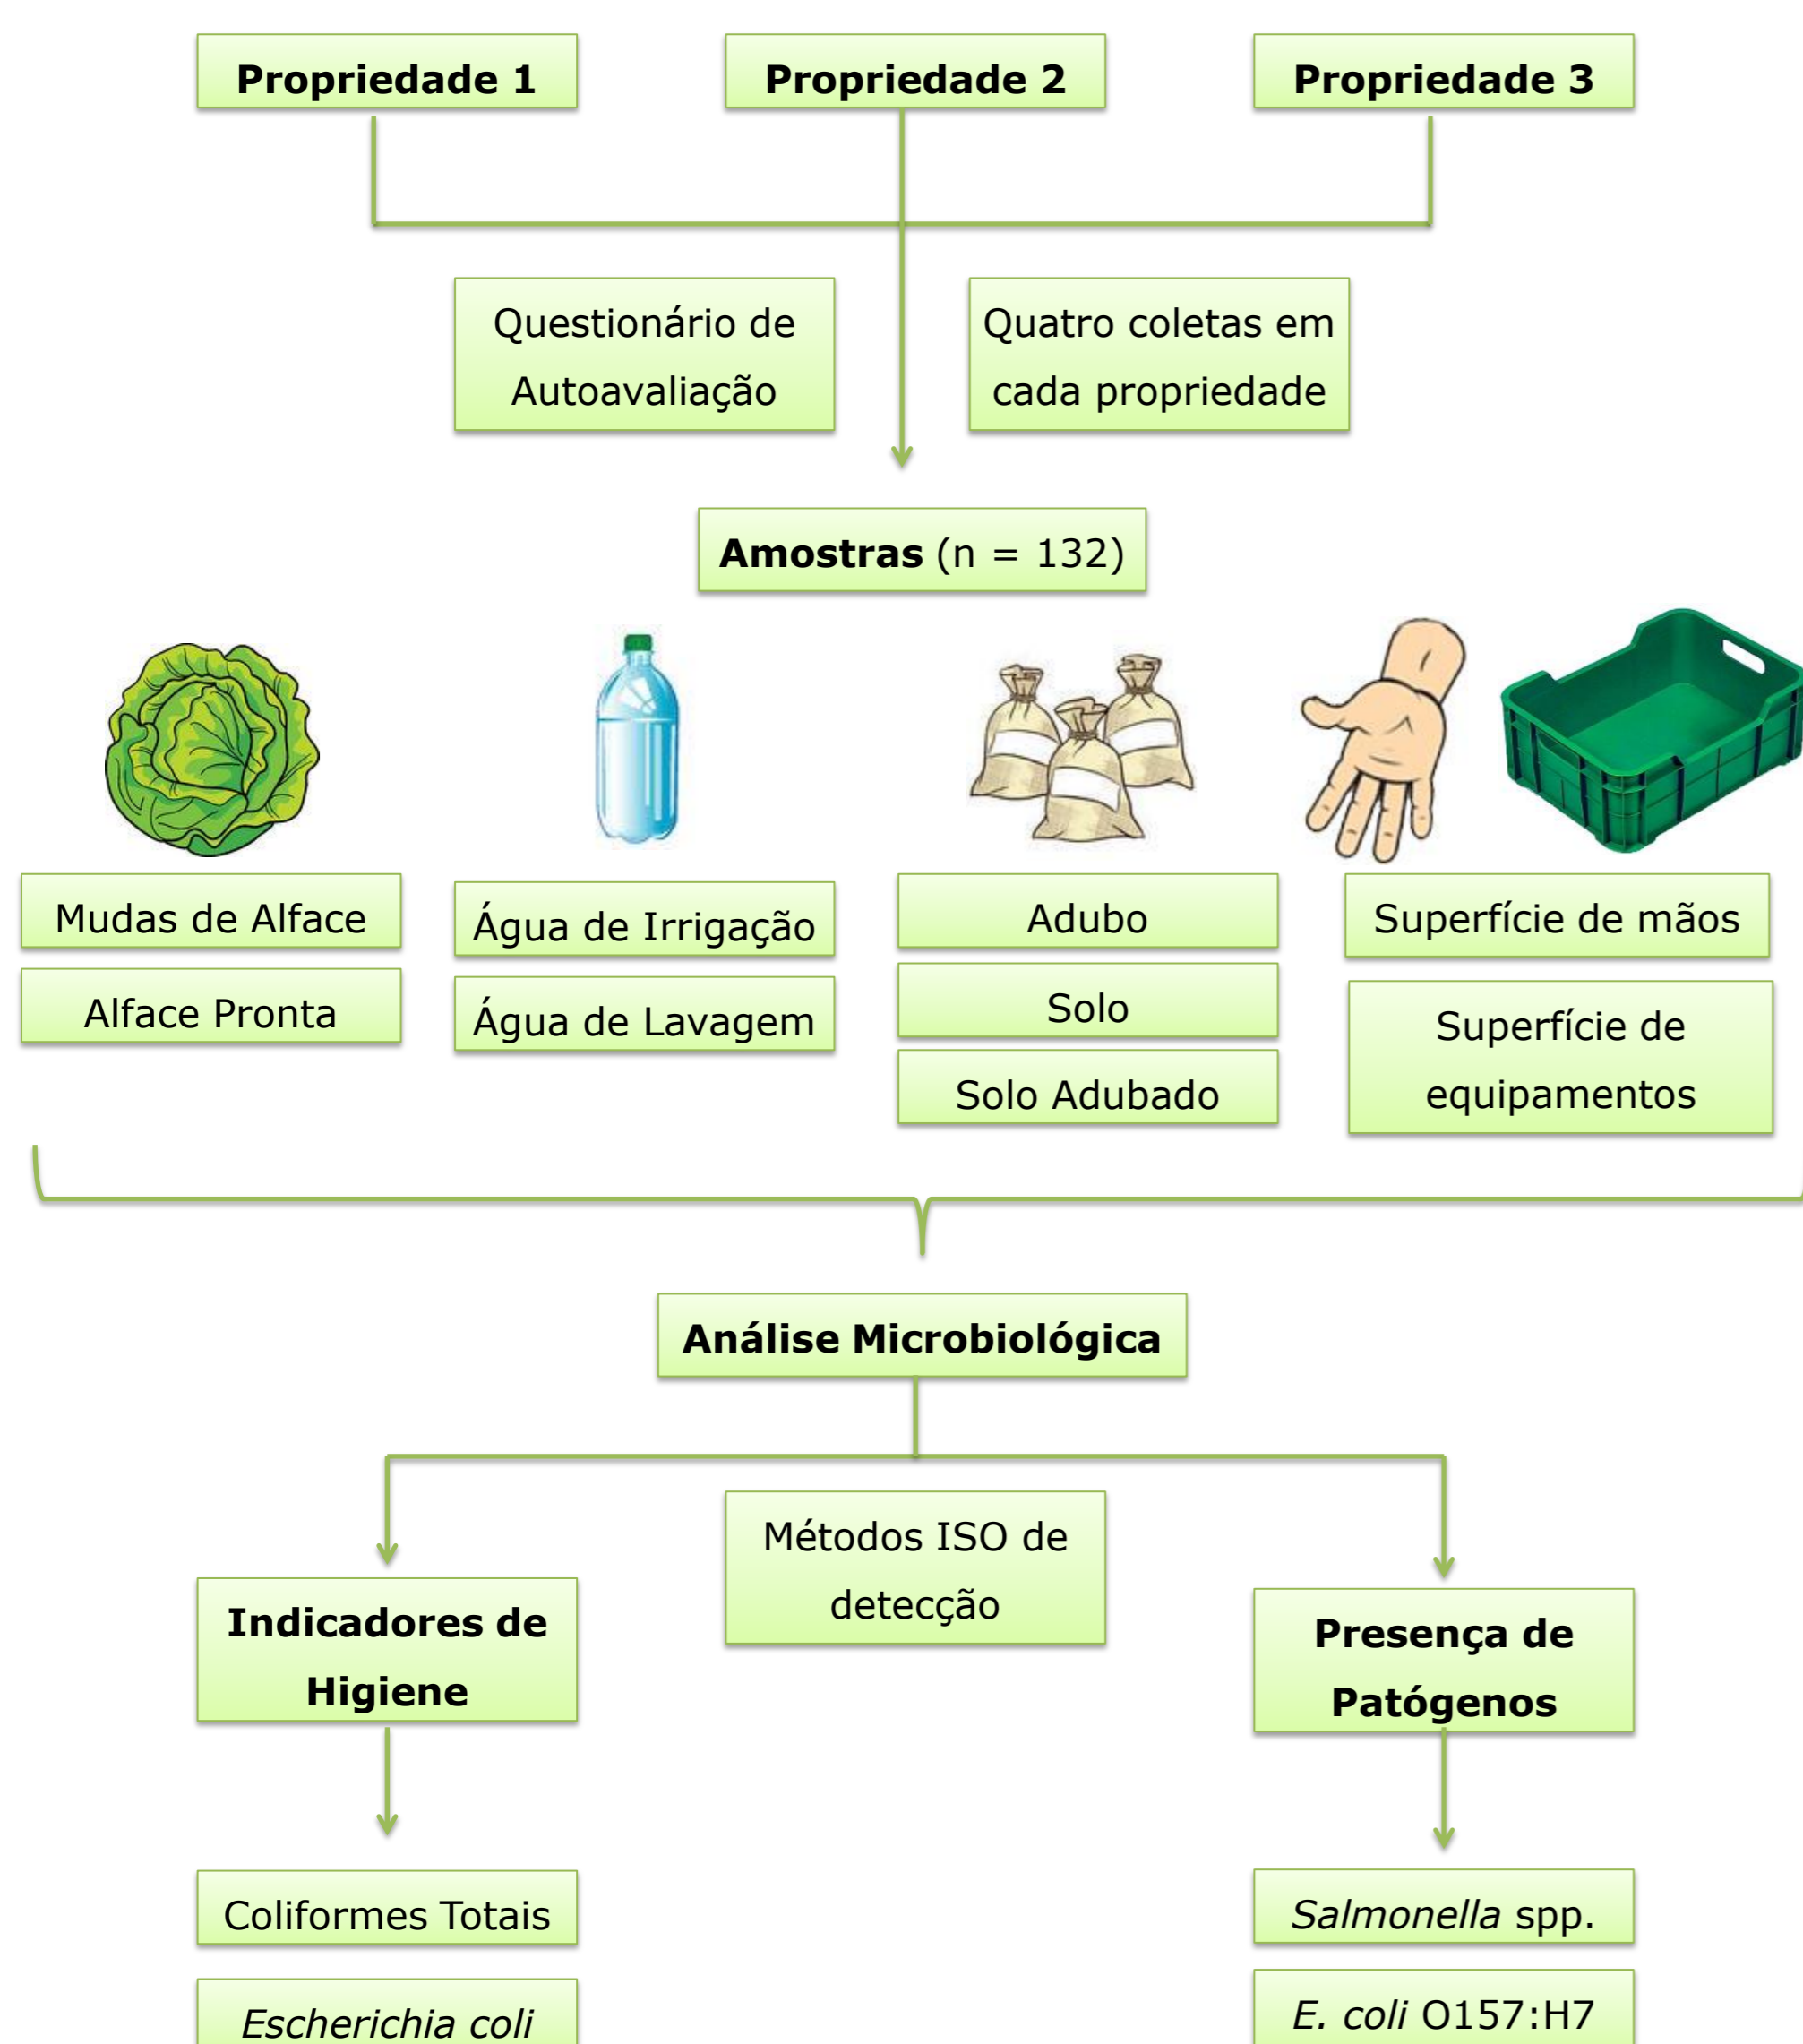 Propriedade 1
Propriedade 2
Propriedade 3
Questionário de
Autoavaliação
Quatro coletas em
cada propriedade
Amostras (n = 132)
Mudas de Alface
Alface Pronta
Água de Irrigação
Água de Lavagem
Adubo
Solo
Solo Adubado
Superfície de mãos
Superfície de
equipamentos
Análise Microbiológica
Indicadores de
Higiene
Métodos ISO de
detecção
Presença de
Patógenos
Coliformes Totais
Escherichia coli
Salmonella spp.
E. coli O157:H7